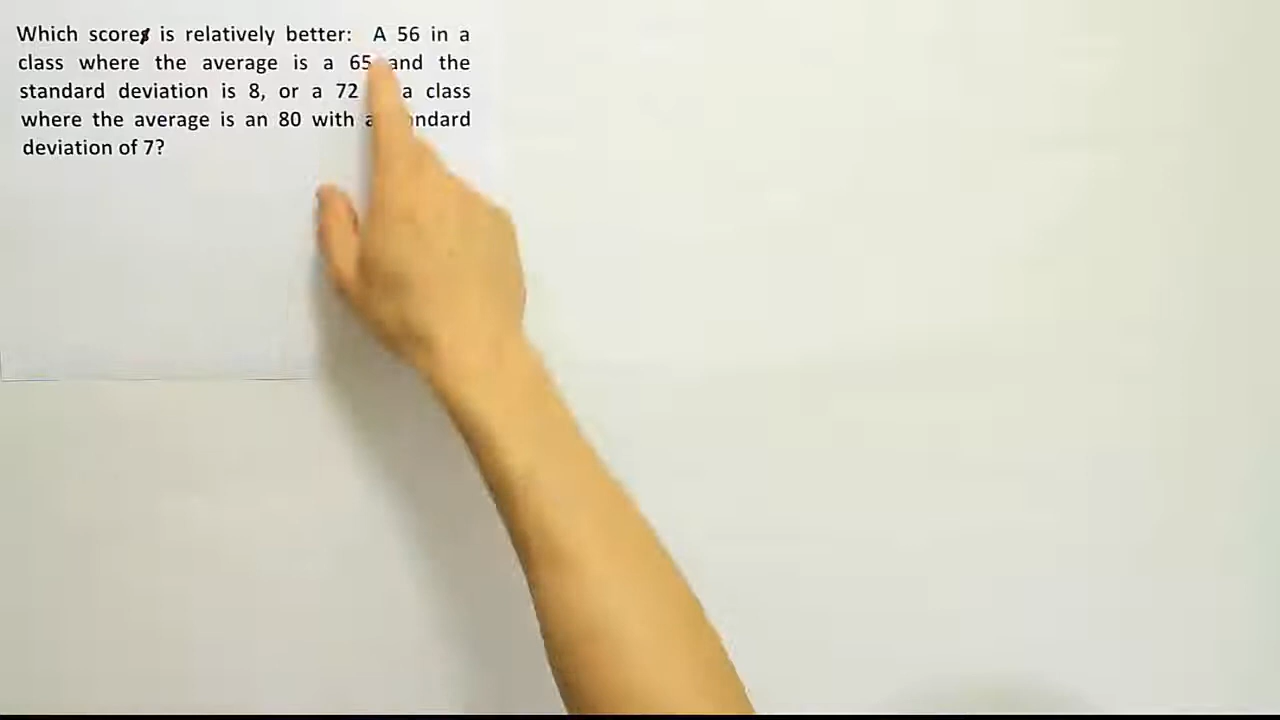 Which score is relatively better: A 56 in a
class where the average is a 65 and the
standard deviation is 8, or a 72 a class
where the average is an 80 with a
deviation of 7?